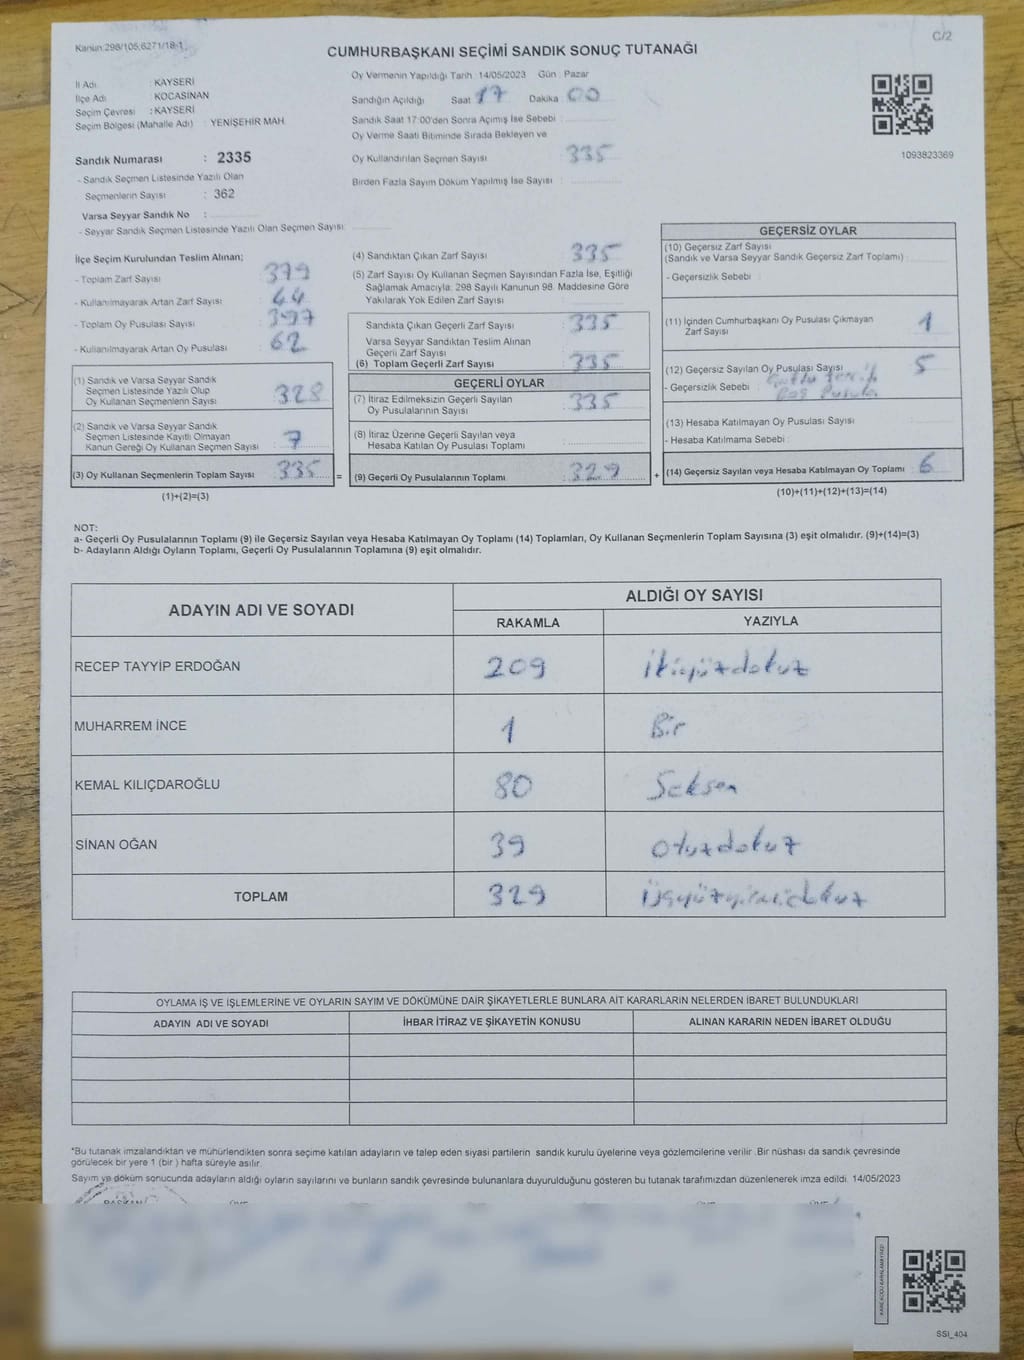 Kanun:298/105;6271/18-1
C/2
CUMHURBAŞKANI SEÇİMİ SANDIK SONUÇ TUTANAĞI
İl Adı : KAYSERİ
İlçe Adı : KOCASİNAN
Seçim Çevresi : KAYSERİ
Seçim Bölgesi (Mahalle Adı) : YENİŞEHİR MAH.
Sandık Numarası : 2335
- Sandık Seçmen Listesinde Yazılı Olan
Seçmenlerin Sayısı : 362
Varsa Seyyar Sandık No :
- Seyyar Sandık Seçmen Listesinde Yazılı Olan Seçmen Sayısı:
Oy Vermenin Yapıldığı Tarih : 14/05/2023 Gün : Pazar
Sandığın Açıldığı Saat 17 Dakika 00
Sandık Saat 17:00'den Sonra Açımış İse Sebebi :
Oy Verme Saati Bitiminde Sırada Bekleyen ve
Oy Kullandırılan Seçmen Sayısı 335
Birden Fazla Sayım Döküm Yapılmış İse Sayısı :
1093823369
İlçe Seçim Kurulundan Teslim Alınan;
- Toplam Zarf Sayısı 379
- Kullanılmayarak Artan Zarf Sayısı : 44
- Toplam Oy Pusulası Sayısı : 397
- Kullanılmayarak Artan Oy Pusulası : 62
(1) Sandık ve Varsa Seyyar Sandık
Seçmen Listesinde Yazılı Olup
Oy Kullanan Seçmenlerin Sayısı : 328
(2) Sandık ve Varsa Seyyar Sandık
Seçmen Listesinde Kayıtlı Olmayan
Kanun Gereği Oy Kullanan Seçmen Sayısı : 7
(3) Oy Kullanan Seçmenlerin Toplam Sayısı : 335 =
(1)+(2)=(3)
(4) Sandıktan Çıkan Zarf Sayısı : 335
(5) Zarf Sayısı Oy Kullanan Seçmen Sayısından Fazla İse, Eşitliği
Sağlamak Amacıyla; 298 Sayılı Kanunun 98. Maddesine Göre
Yakılarak Yok Edilen Zarf Sayısı :
Sandıkta Çıkan Geçerli Zarf Sayısı : 335
Varsa Seyyar Sandıktan Teslim Alınan
Geçerli Zarf Sayısı :
(6) Toplam Geçerli Zarf Sayısı : 335
GEÇERLİ OYLAR
(7) İtiraz Edilmeksizin Geçerli Sayılan
Oy Pusulalarının Sayısı : 335
(8) İtiraz Üzerine Geçerli Sayılan veya
Hesaba Katılan Oy Pusulası Toplamı :
(9) Geçerli Oy Pusulalarının Toplamı : 329 +
GEÇERSİZ OYLAR
(10) Geçersiz Zarf Sayısı
(Sandık ve Varsa Seyyar Sandık Geçersiz Zarf Toplamı) :
- Geçersizlik Sebebi :
(11) İçinden Cumhurbaşkanı Oy Pusulası Çıkmayan
Zarf Sayısı : 1
(12) Geçersiz Sayılan Oy Pusulası Sayısı 5
- Geçersizlik Sebebi :
Boş Pusula
(13) Hesaba Katılmayan Oy Pusulası Sayısı :
- Hesaba Katılmama Sebebi :
(14) Geçersiz Sayılan veya Hesaba Katılmayan Oy Toplamı : 6
(10)+(11)+(12)+(13)=(14)
NOT:
a- Geçerli Oy Pusulalarının Toplamı (9) ile Geçersiz Sayılan veya Hesaba Katılmayan Oy Toplamı (14) Toplamları, Oy Kullanan Seçmenlerin Toplam Sayısına (3) eşit olmalıdır. (9)+(14)=(3)
b- Adayların Aldığı Oyların Toplamı, Geçerli Oy Pusulalarının Toplamına (9) eşit olmalıdır.
ADAYIN ADI VE SOYADI ALDIĞI OY SAYISI
RAKAMLA YAZIYLA
RECEP TAYYİP ERDOĞAN 209 ikiyüzdokuz
MUHARREM İNCE 1 Bir
KEMAL KILIÇDAROĞLU 80 Seksen
SİNAN OĞAN 39 otuzdokuz
TOPLAM 329 Üçyüzyirmidokuz
OYLAMA İŞ VE İŞLEMLERİNE VE OYLARIN SAYIM VE DÖKÜMÜNE DAİR ŞİKAYETLERLE BUNLARA AİT KARARLARIN NELERDEN İBARET BULUNDUKLARI
ADAYIN ADI VE SOYADI İHBAR İTİRAZ VE ŞİKAYETİN KONUSU ALINAN KARARIN NEDEN İBARET OLDUĞU
*Bu tutanak imzalandıktan ve mühürlendikten sonra seçime katılan adayların ve talep eden siyasi partilerin sandık kurulu üyelerine veya gözlemcilerine verilir. Bir nüshası da sandık çevresinde
görülecek bir yere 1 (bir ) hafta süreyle asılır.
Sayım ve döküm sonucunda adayların aldığı oyların sayılarını ve bunların sandık çevresinde bulunanlara duyurulduğunu gösteren bu tutanak tarafımızdan düzenlenerek imza edildi. 14/05/2023
BAŞKAN
SSI_404